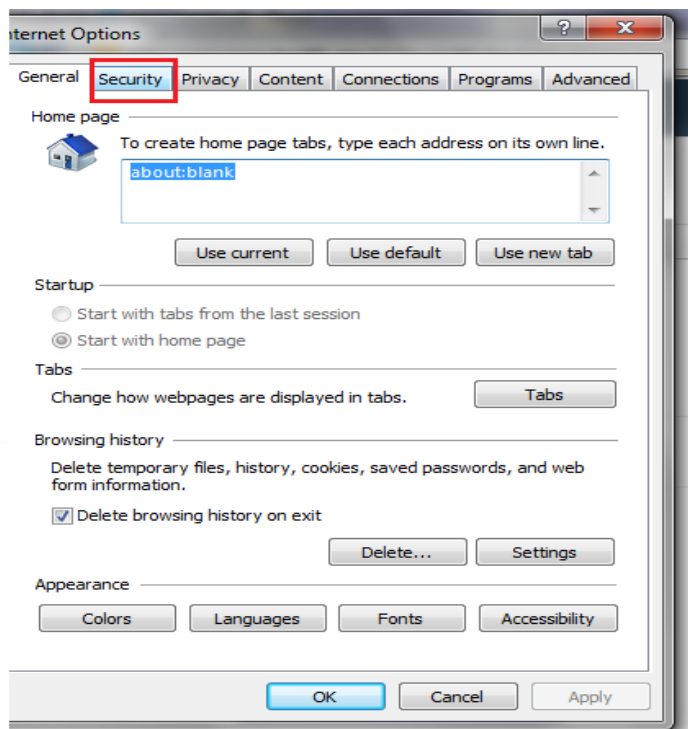 nternet Options
?
X
General Security Privacy Content Connections Programs Advanced
Home page
To create home page tabs, type each address on its own line.
about:blank
Use current Use default Use new tab
Startup
Start with tabs from the last session
Start with home page
Tabs
Change how webpages are displayed in tabs.
Tabs
Browsing history
Delete temporary files, history, cookies, saved passwords, and web
form information.
Delete browsing history on exit
Delete... Settings
Appearance
Colors Languages Fonts Accessibility
OK Cancel Apply